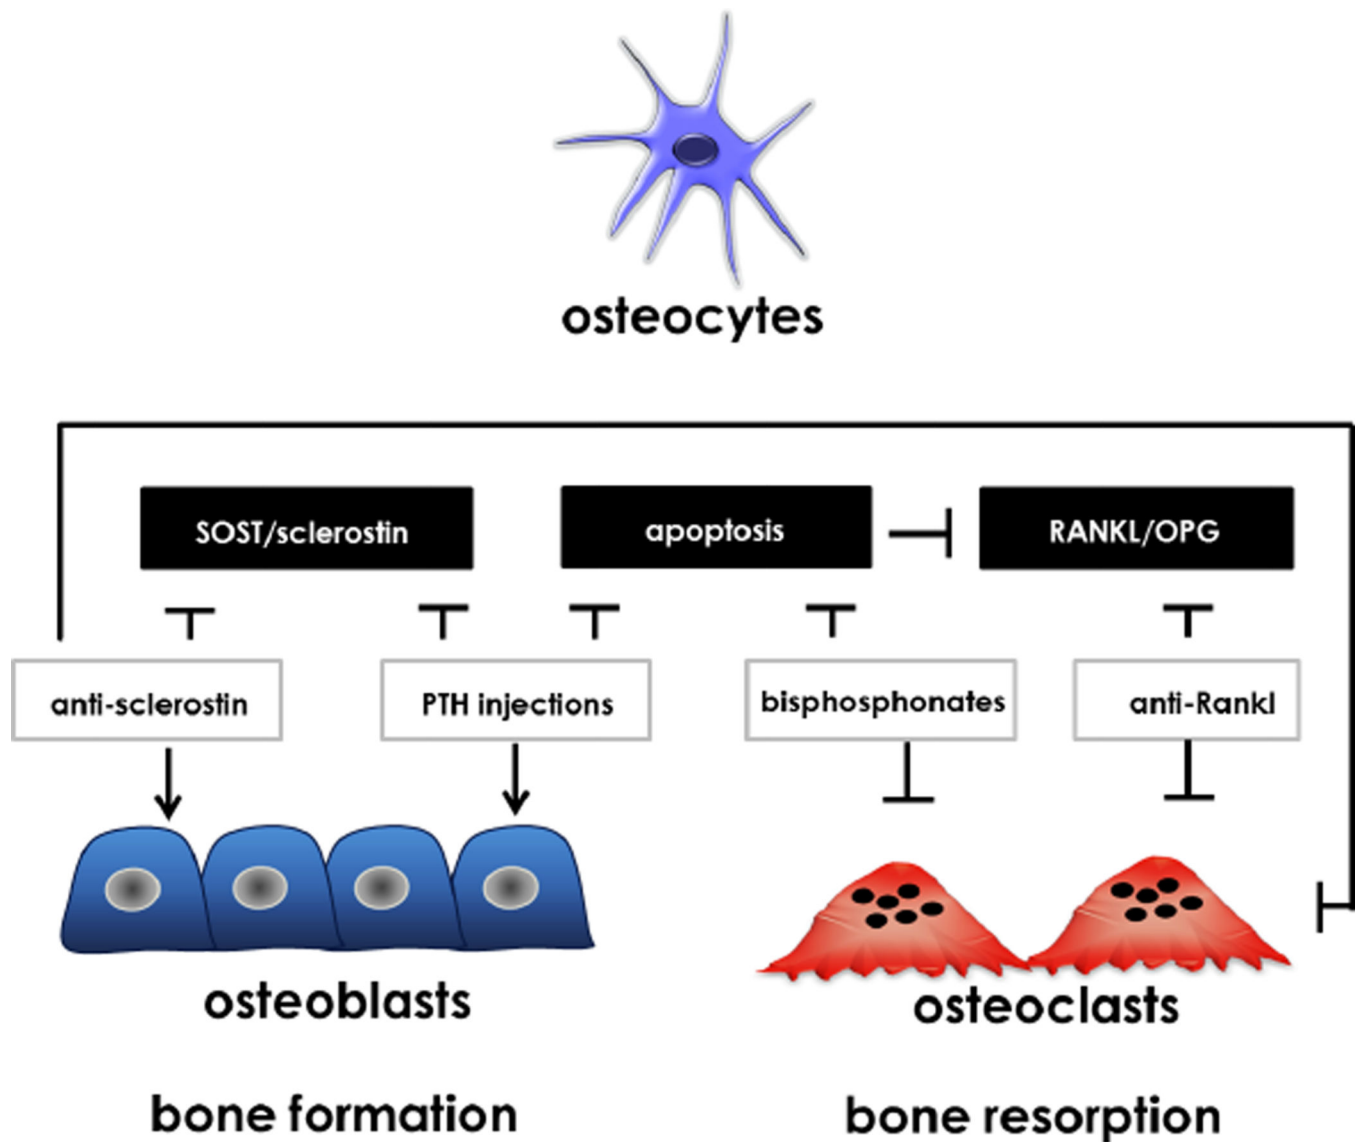 osteocytes
SOST/sclerostin
apoptosis
RANKL/OPG
anti-sclerostin
PTH injections
bisphosphonates
anti-Rankl
osteoblasts
osteoclasts
bone formation
bone resorption